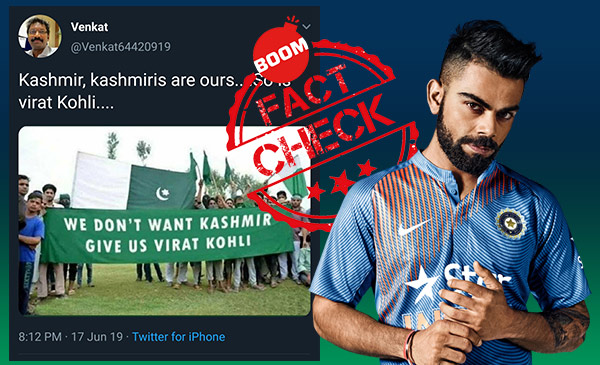 Venkat
@Venkat64420919
Kashmir, kashmiris are ours....So is
virat Kohli....
BOOM
FACT
CHECK
WE DON'T WANT KASHMIR
GIVE US VIRAT KOHLI
8:12 PM · 17 Jun 19 · Twitter for iPhone
Star